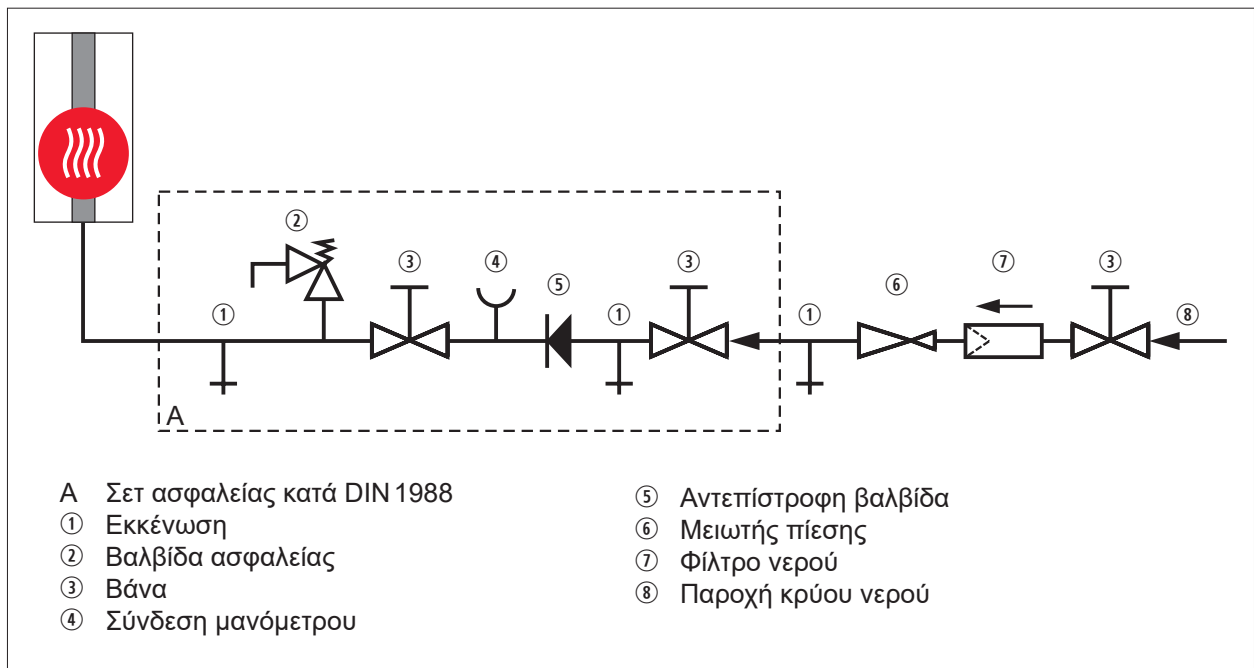 ②
③
④
③
③
⑤
⑥
⑦
①
①
①
⑧
A
A Σετ ασφαλείας κατά DIN 1988
① Εκκένωση
② Βαλβίδα ασφαλείας
③ Βάνα
④ Σύνδεση μανόμετρου
⑤ Αντεπίστροφη βαλβίδα
⑥ Μειωτής πίεσης
⑦ Φίλτρο νερού
⑧ Παροχή κρύου νερού